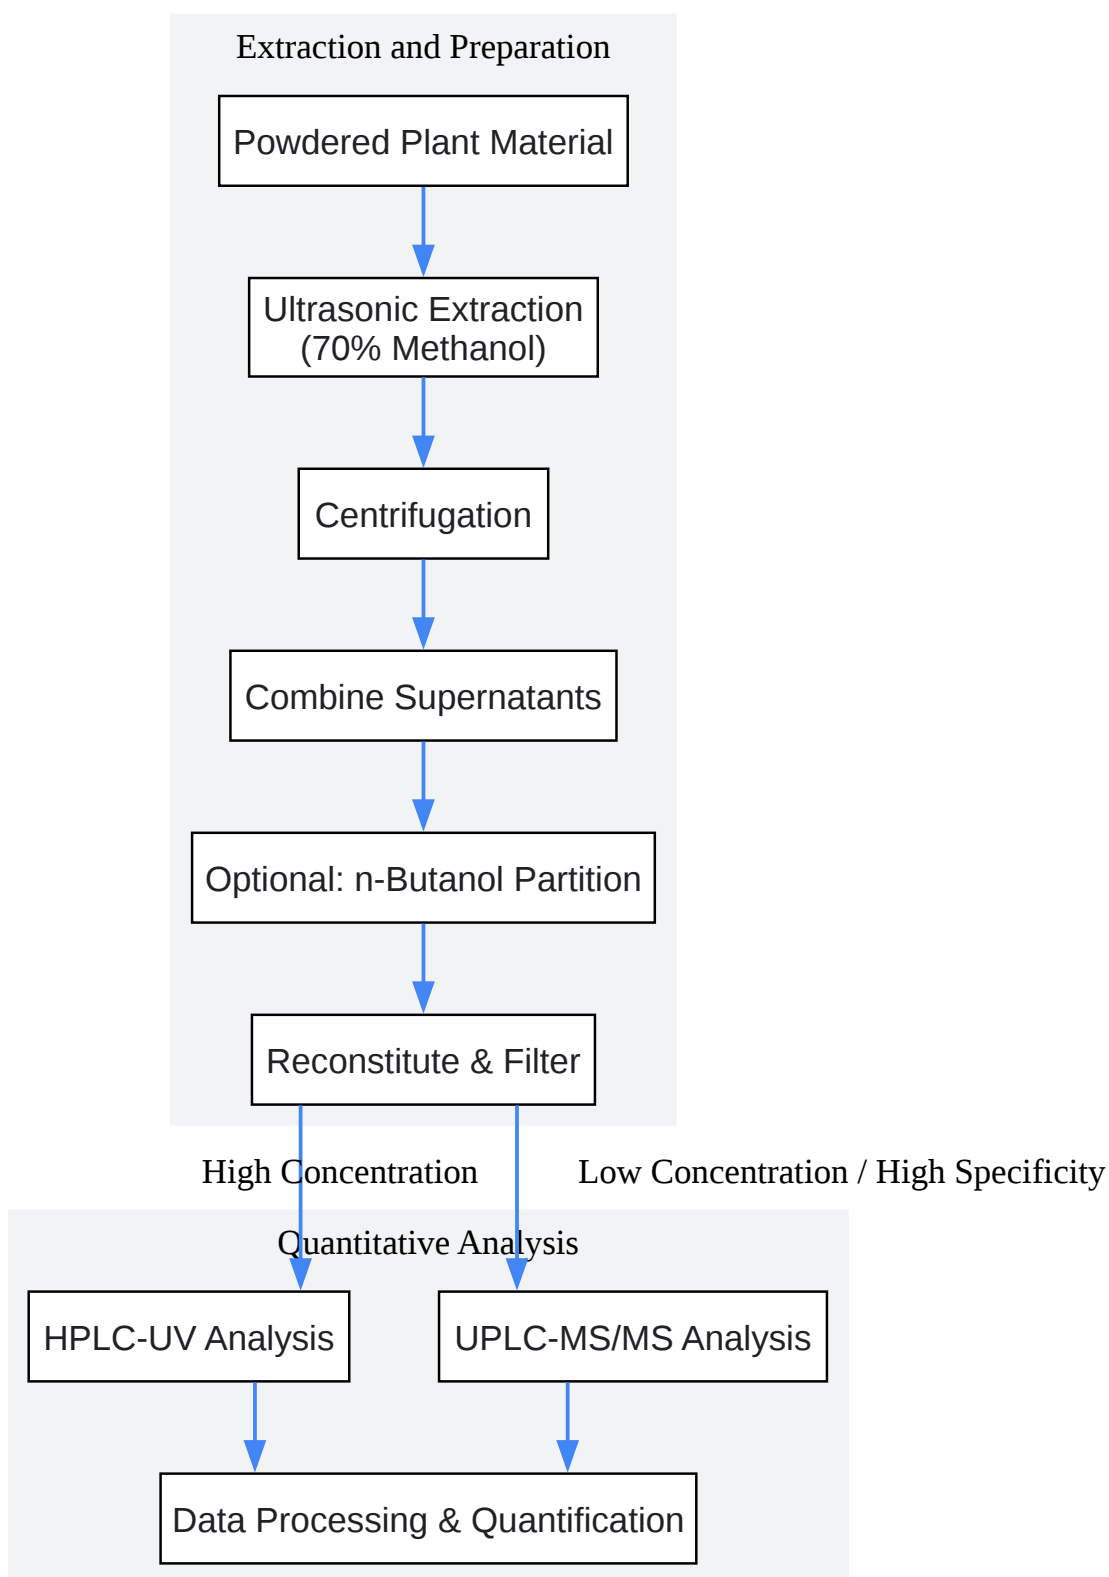 Extraction and Preparation
Powdered Plant Material
Ultrasonic Extraction
(70% Methanol)
Centrifugation
Combine Supernatants
Optional: n-Butanol Partition
Reconstitute & Filter
High Concentration
Low Concentration / High Specificity
Quantitative Analysis
HPLC-UV Analysis
UPLC-MS/MS Analysis
Data Processing & Quantification